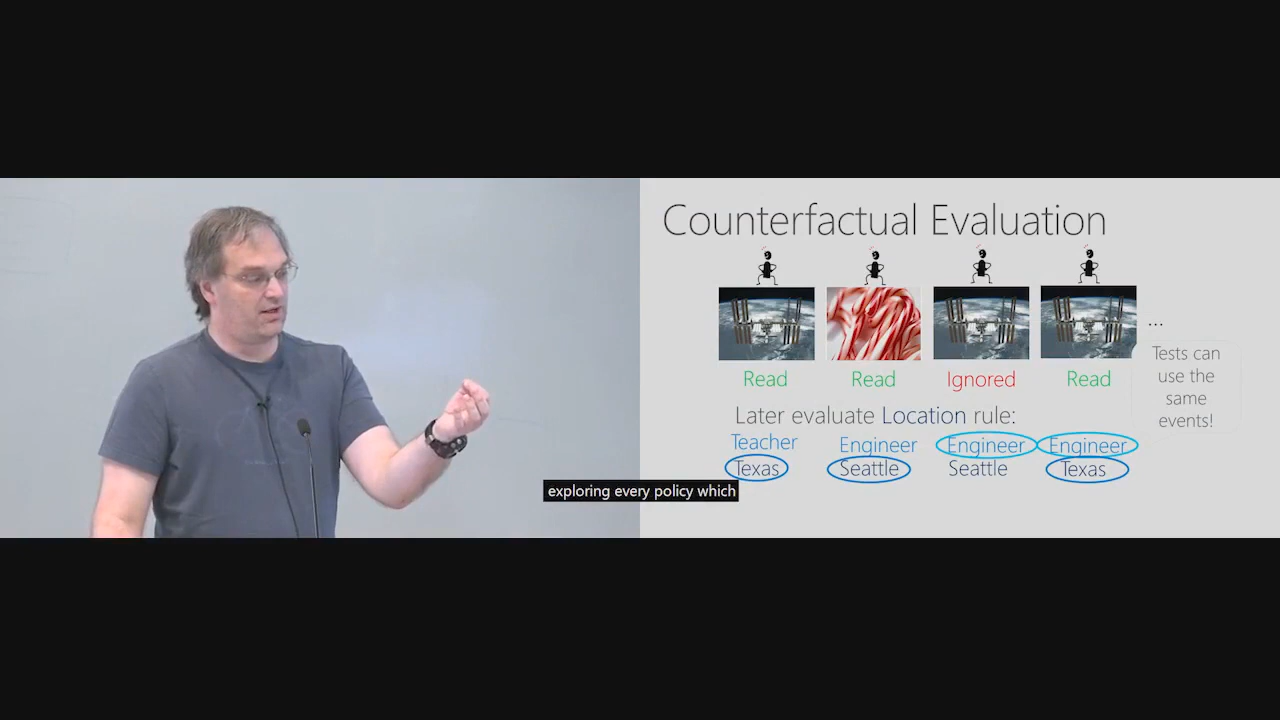 Counterfactual Evaluation
Read Read Ignored Read
...
Tests can
use the
same
events!
Later evaluate Location rule:
Teacher Engineer Engineer Engineer
Texas Seattle Seattle Texas
exploring every policy which